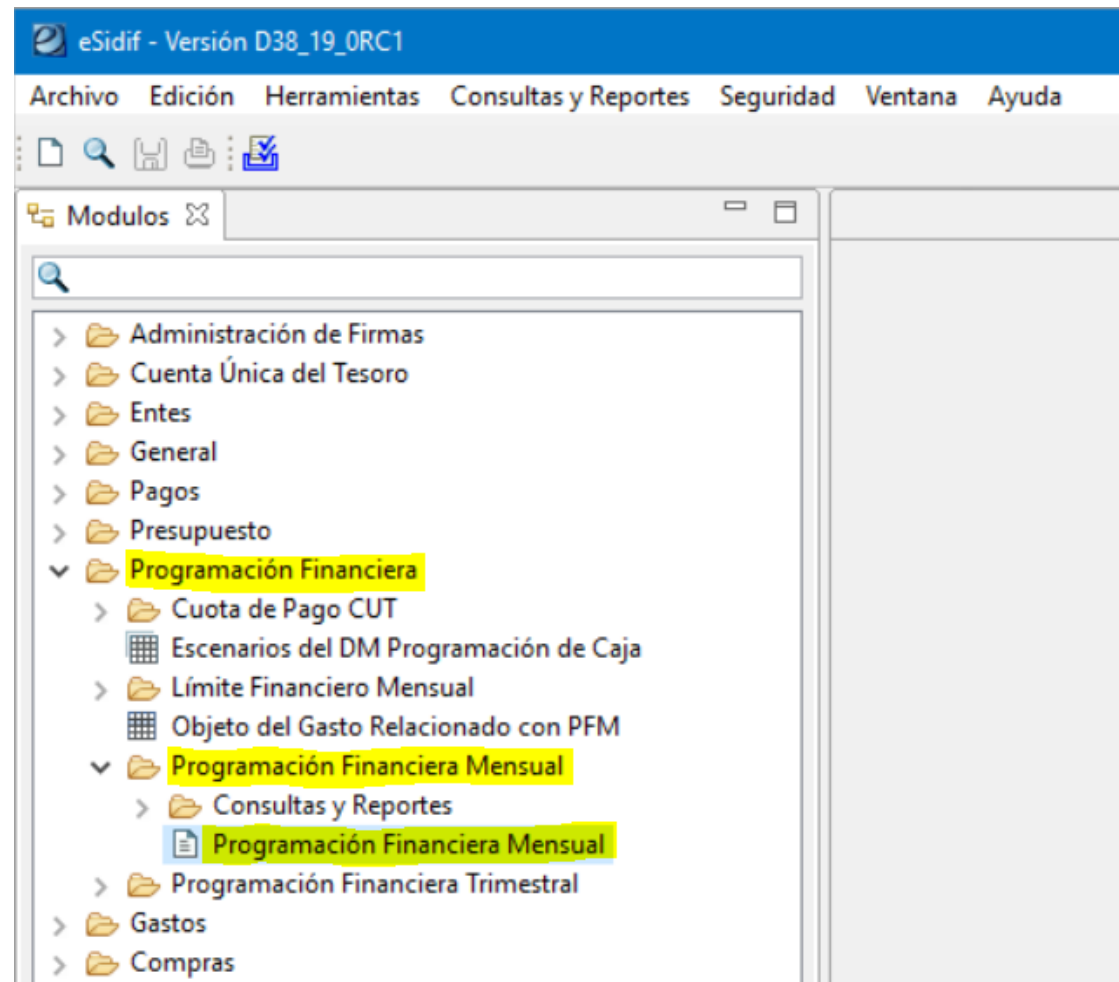 eSidif - Versión D38_19_0RC1
Archivo Edición Herramientas Consultas y Reportes Seguridad Ventana Ayuda
Modulos
Administración de Firmas
Cuenta Única del Tesoro
Entes
General
Pagos
Presupuesto
Programación Financiera
Cuota de Pago CUT
Escenarios del DM Programación de Caja
Límite Financiero Mensual
Objeto del Gasto Relacionado con PFM
Programación Financiera Mensual
Consultas y Reportes
Programación Financiera Mensual
Programación Financiera Trimestral
Gastos
Compras